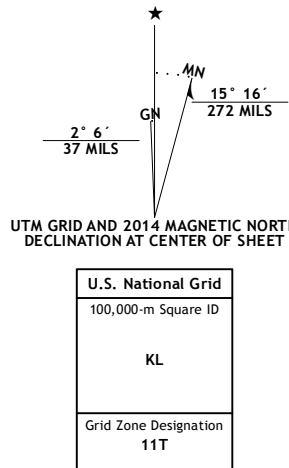 ★
MN
GN
15° 16´
272 MILS
2° 6´
37 MILS
UTM GRID AND 2014 MAGNETIC NORTH
DECLINATION AT CENTER OF SHEET
U.S. National Grid
100,000-m Square ID
KL
Grid Zone Designation
11T